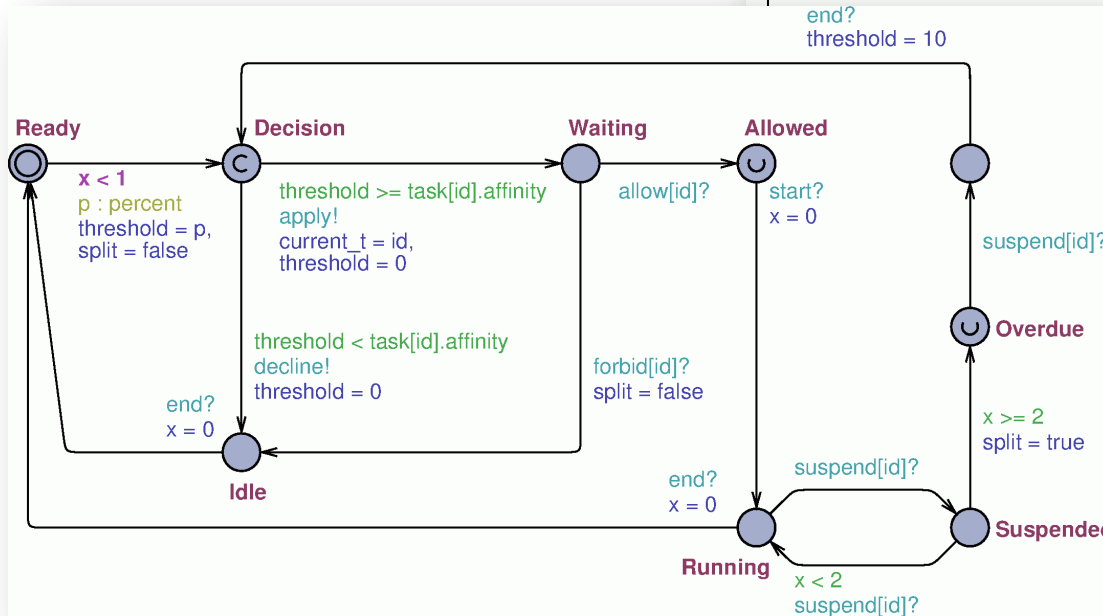 end?
threshold = 10
Ready
Decision
Waiting
Allowed
x < 1
p : percent
threshold = p,
split = false
threshold >= task[id].affinity
apply!
current_t = id,
threshold = 0
allow[id]?
start?
x = 0
suspend[id]?
Overdue
threshold < task[id].affinity
decline!
threshold = 0
forbid[id]?
split = false
end?
x = 0
Idle
x >= 2
split = true
end?
x = 0
suspend[id]?
Running
Suspended
x < 2
suspend[id]?